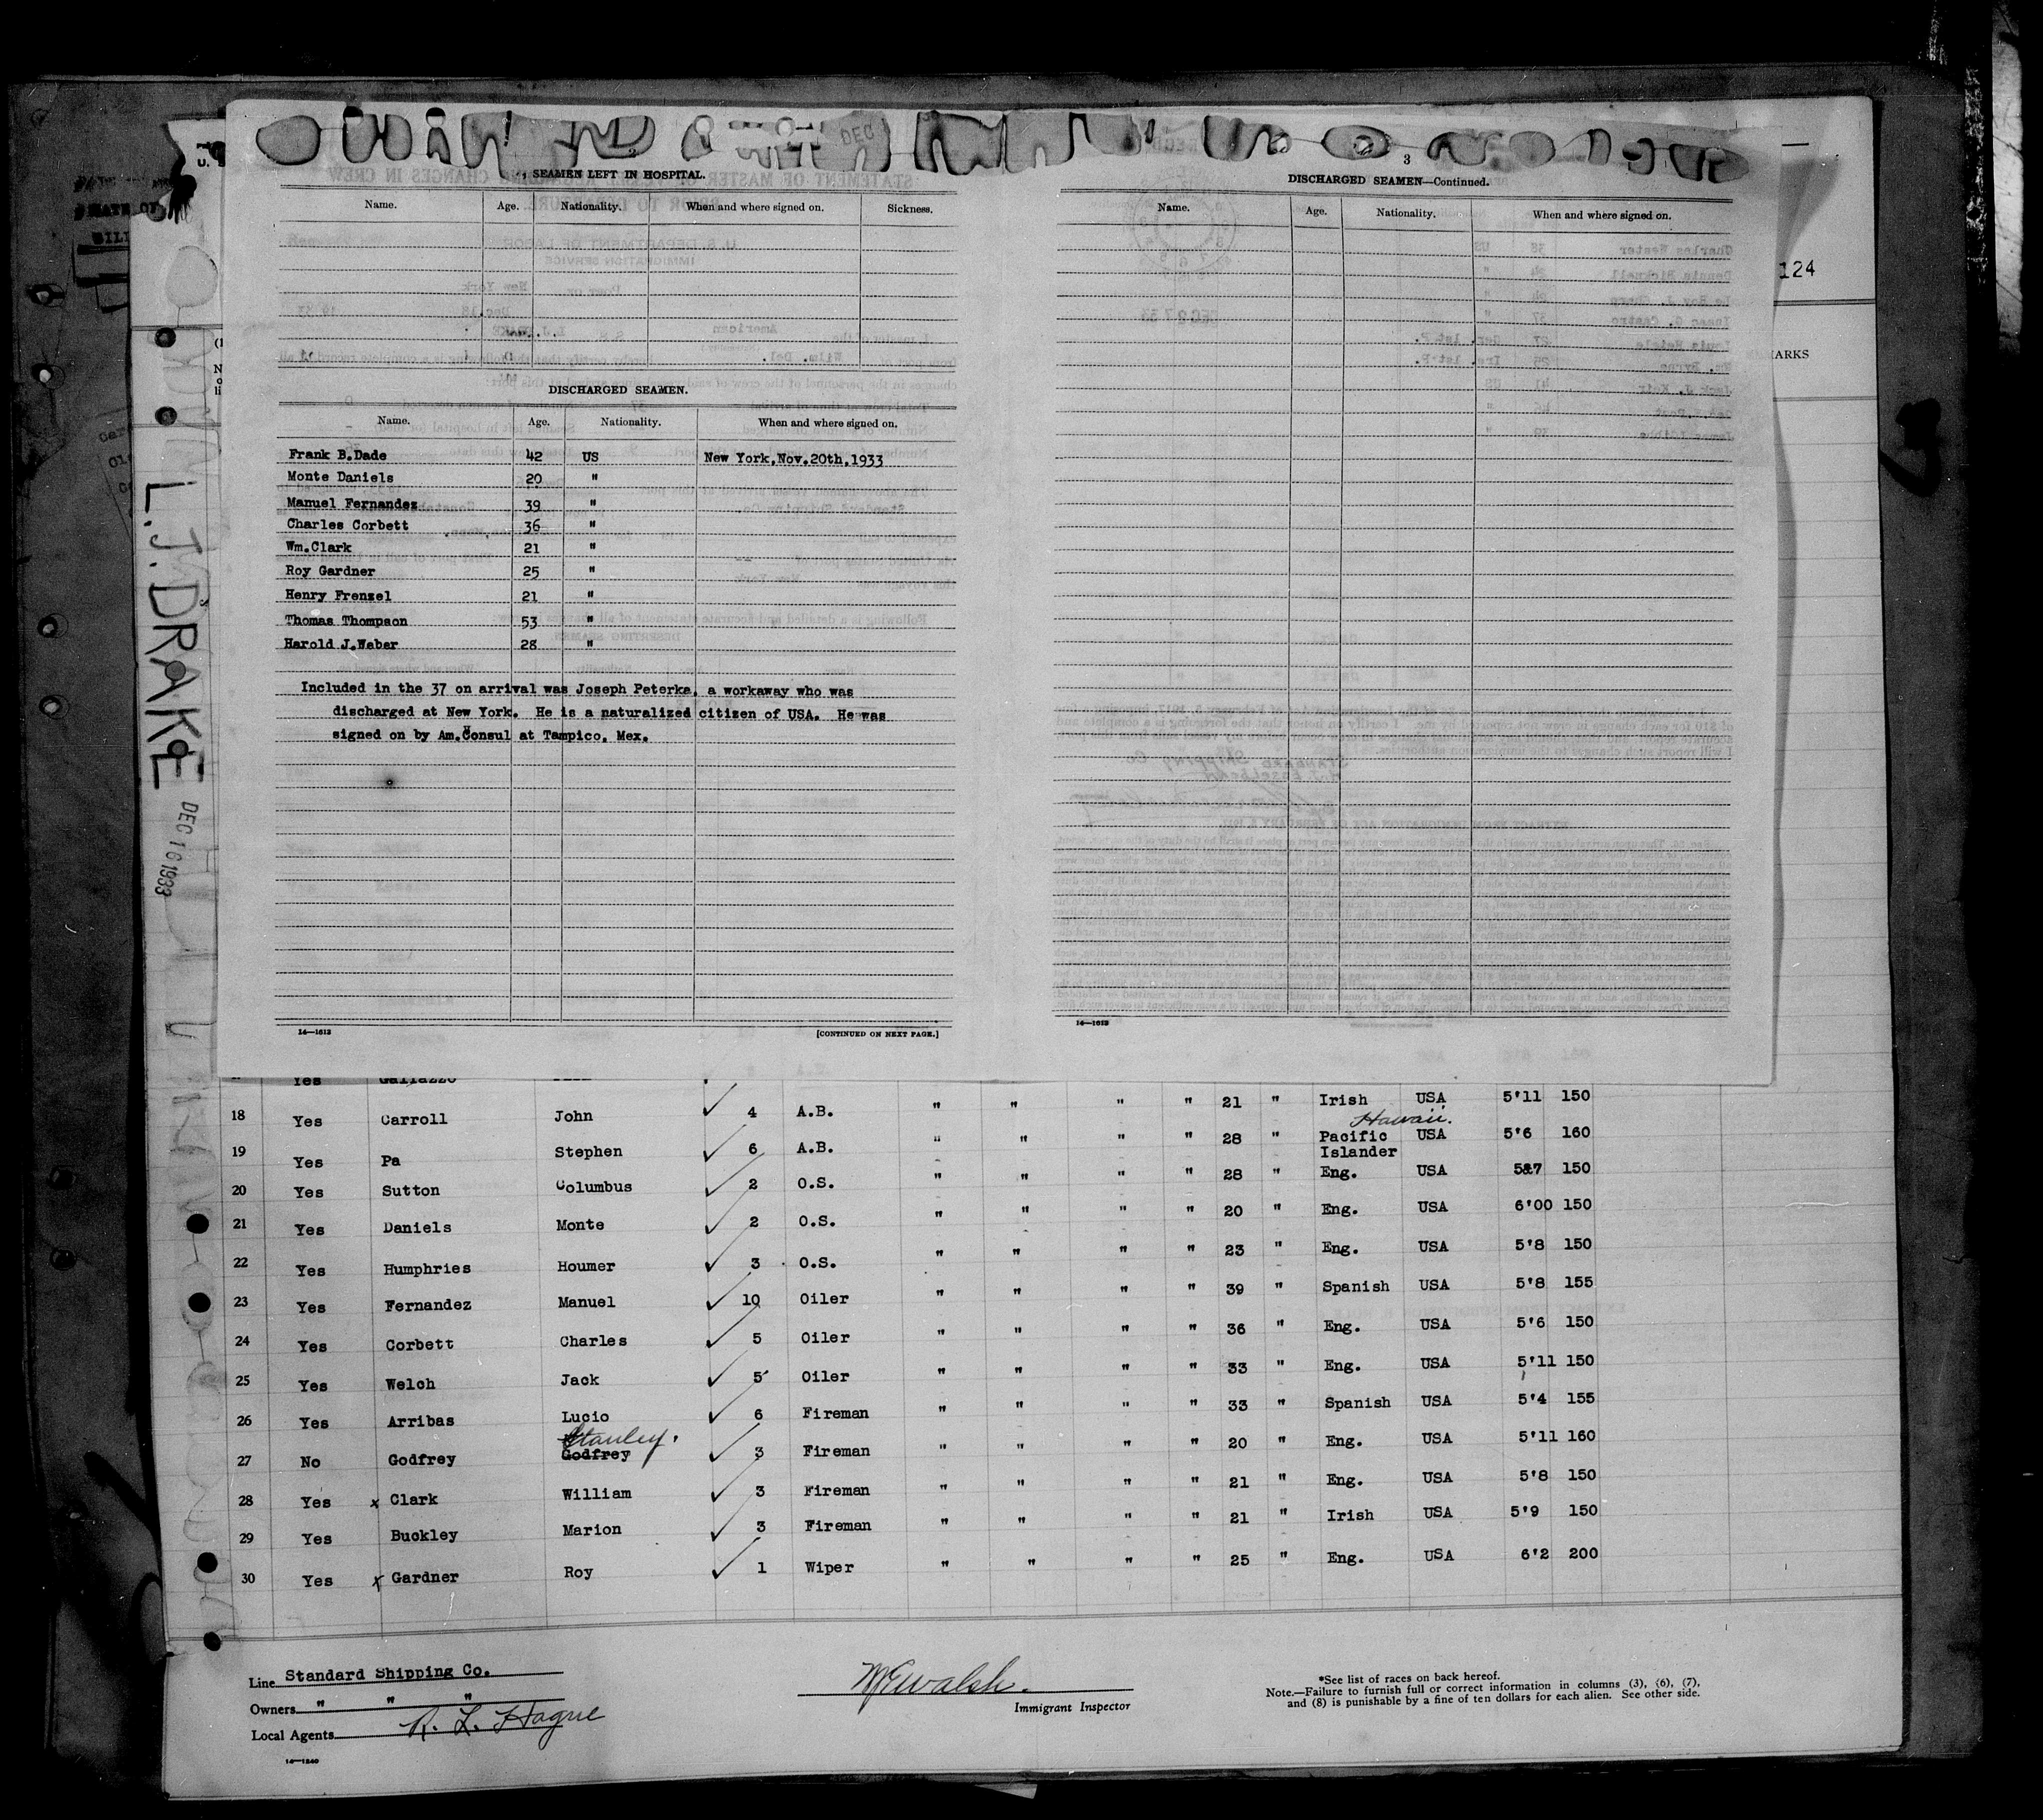 2
SEAMEN LEFT IN HOSPITAL.
Name. Age. Nationality. When and where signed on. Sickness.
DISCHARGED SEAMEN.
Name. Age. Nationality. When and where signed on.
Frank B.Dade 42 US New York,Nov.20th,1933
Monte Daniels 20 "
Manuel Fernandez 39 "
Charles Corbett 36 "
Wm.Clark 21 "
Roy Gardner 25 "
Henry Frenzel 21 "
Thomas Thompson 53 "
Harold J.Weber 28 "
Included in the 37 on arrival was Joseph Peterka, a workaway who was
discharged at New York. He is a naturalized citizen of USA. He was
signed on by Am.Consul at Tampico, Mex.
14—1613
[CONTINUED ON NEXT PAGE.]
DEC
3
DISCHARGED SEAMEN—Continued.
Name. Age. Nationality. When and where signed on.
14—1613
124
MARKS
L.J.DRAKE
DEC 16 1933
Yes Gallazzo
18 Yes Carroll John ✓ 4 A.B. " " " " 21 " Irish USA 5'11 150
Hawaii.
19 Yes Pa Stephen ✓ 6 A.B. " " " " 28 " Pacific Islander USA 5'6 160
20 Yes Sutton Columbus ✓ 2 O.S. " " " " 28 " Eng. USA 5&7 150
21 Yes Daniels Monte ✓ 2 O.S. " " " " 20 " Eng. USA 6'00 150
22 Yes Humphries Houmer ✓ 3 O.S. " " " " 23 " Eng. USA 5'8 150
23 Yes Fernandez Manuel ✓ 10 Oiler " " " " 39 " Spanish USA 5'8 155
24 Yes Corbett Charles ✓ 5 Oiler " " " " 36 " Eng. USA 5'6 150
25 Yes Welch Jack ✓ 5 Oiler " " " " 33 " Eng. USA 5'11 150
26 Yes Arribas Lucio ✓ 6 Fireman " " " " 33 " Spanish USA 5'4 155
Stanley.
27 No Godfrey Godfrey ✓ 3 Fireman " " " " 20 " Eng. USA 5'11 160
28 Yes x Clark William ✓ 3 Fireman " " " " 21 " Eng. USA 5'8 150
29 Yes Buckley Marion ✓ 3 Fireman " " " " 21 " Irish USA 5'9 150
30 Yes x Gardner Roy ✓ 1 Wiper " " " " 25 " Eng. USA 6'2 200
Line Standard Shipping Co.
Owners " " "
Local Agents R. L. Hague
14—1240
Walsh.
Immigrant Inspector
*See list of races on back hereof.
Note.—Failure to furnish full or correct information in columns (3), (6), (7),
and (8) is punishable by a fine of ten dollars for each alien. See other side.